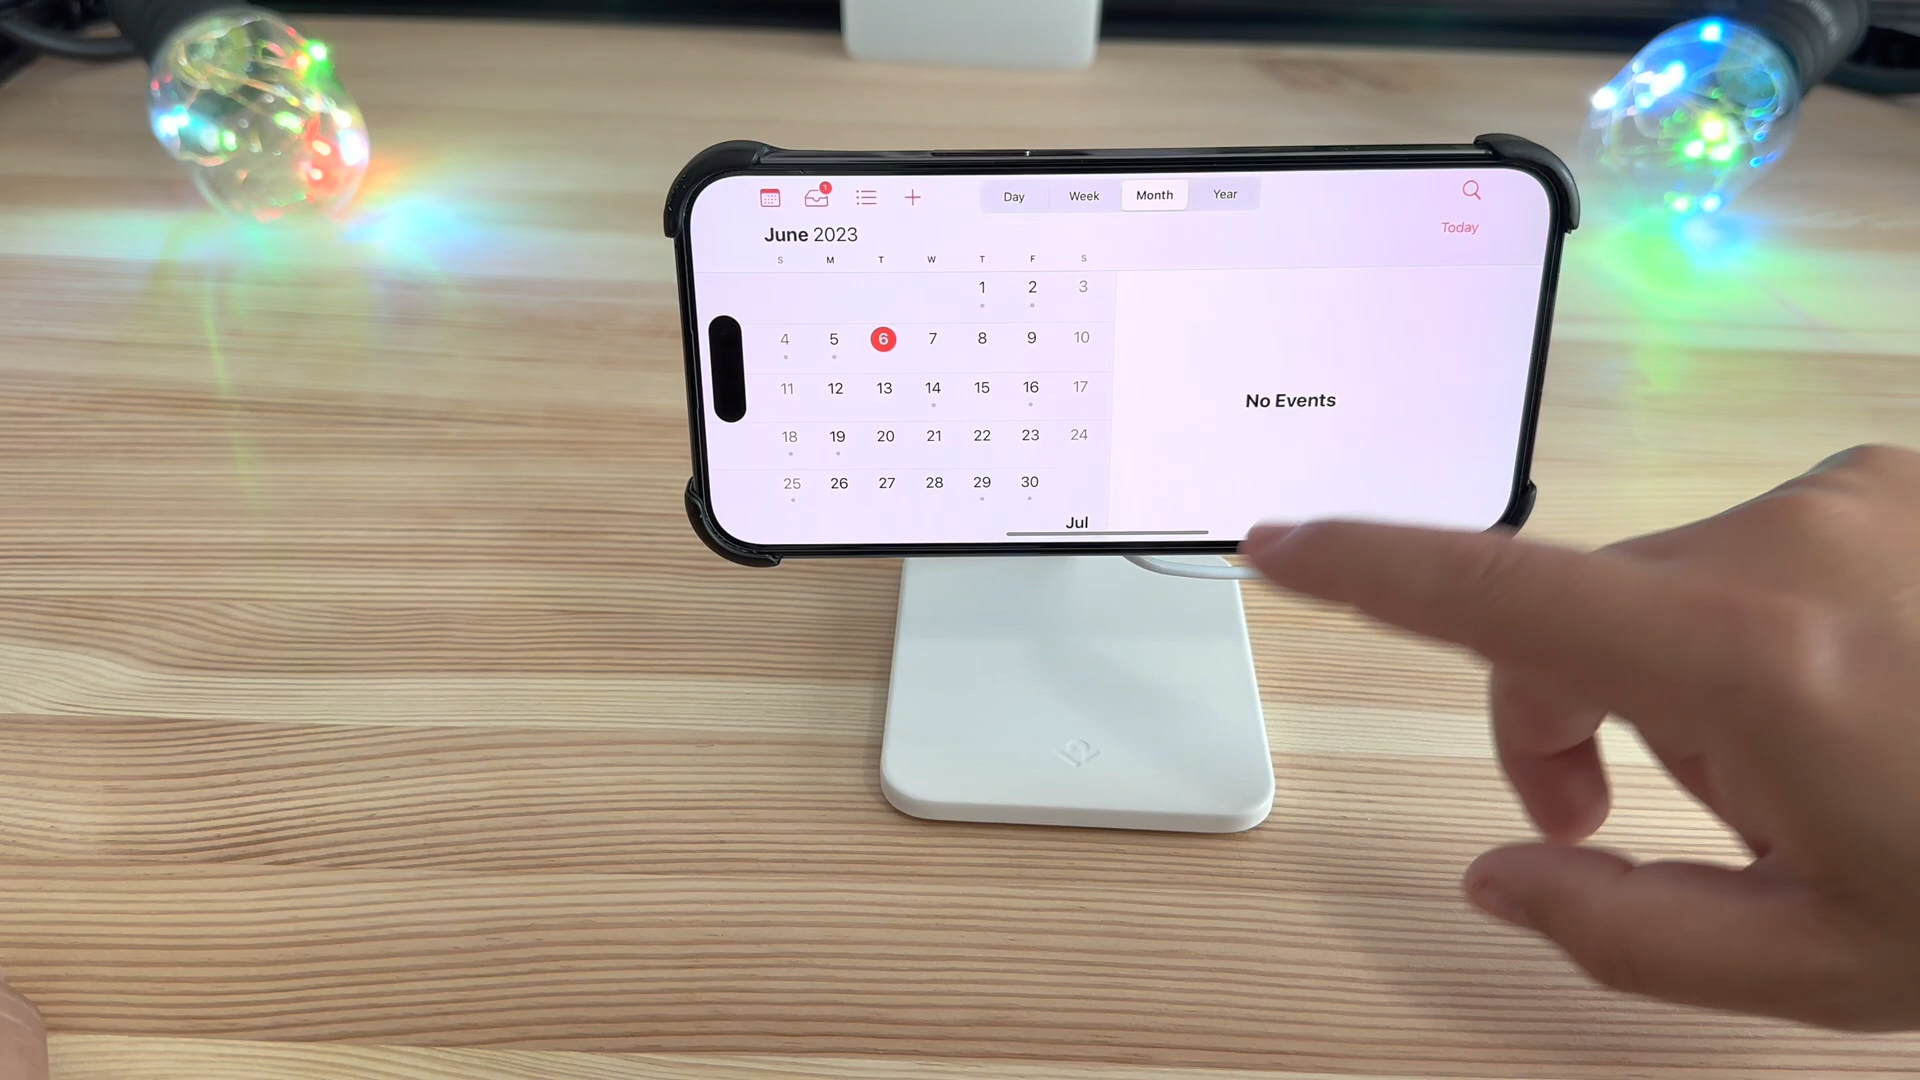 1
Day Week Month Year
June 2023
Today
S M T W T F S
1 2 3
4 5 6 7 8 9 10
11 12 13 14 15 16 17
18 19 20 21 22 23 24
25 26 27 28 29 30
Jul
No Events